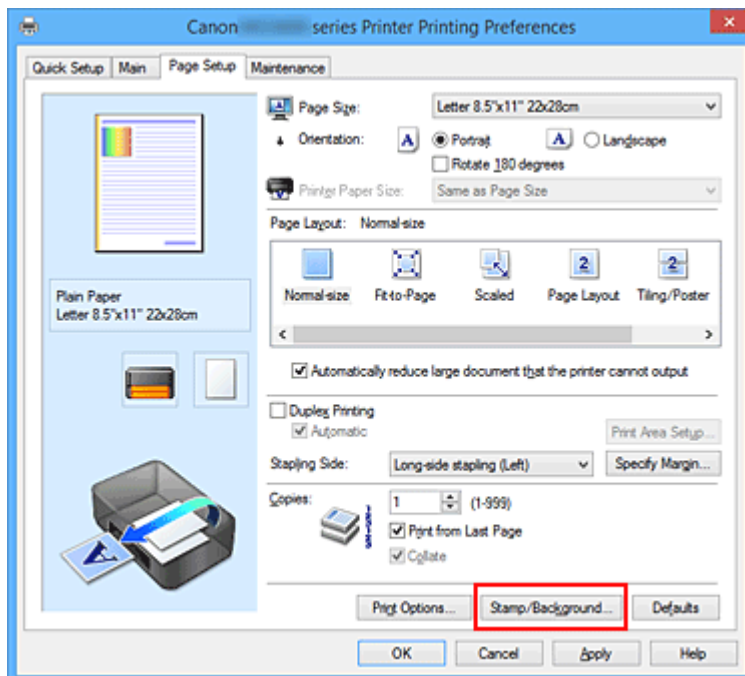 Canon series Printer Printing Preferences
Quick Setup Main Page Setup Maintenance
Page Size: Letter 8.5"x11" 22x28cm
Orientation: A Portrait A Landscape
Rotate 180 degrees
Printer Paper Size: Same as Page Size
Page Layout: Normal-size
2 2
Normal-size Fit-to-Page Scaled Page Layout Tiling/Poster
Plain Paper
Letter 8.5"x11" 22x28cm
Automatically reduce large document that the printer cannot output
Duplex Printing
Automatic
Print Area Setup...
Stapling Side: Long-side stapling (Left) Specify Margin...
Copies: 1 (1-999)
Print from Last Page
Collate
A
Print Options... Stamp/Background... Defaults
OK Cancel Apply Help